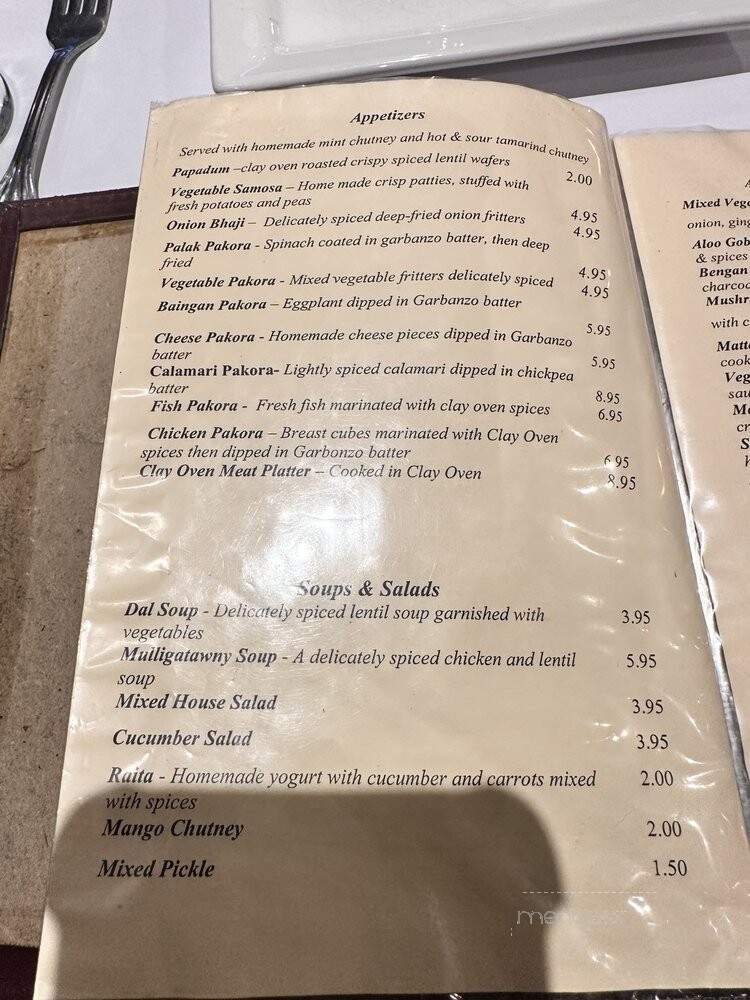 Appetizers
Served with homemade mint chutney and hot & sour tamarind chutney
Papadum –clay oven roasted crispy spiced lentil wafers 2.00
Vegetable Samosa – Home made crisp patties, stuffed with
fresh potatoes and peas 4.95
Onion Bhaji – Delicately spiced deep-fried onion fritters 4.95
Palak Pakora - Spinach coated in garbanzo batter, then deep
fried 4.95
Vegetable Pakora - Mixed vegetable fritters delicately spiced 4.95
Baingan Pakora – Eggplant dipped in Garbanzo batter 5.95
Cheese Pakora - Homemade cheese pieces dipped in Garbanzo
batter 5.95
Calamari Pakora- Lightly spiced calamari dipped in chickpea
batter 8.95
Fish Pakora - Fresh fish marinated with clay oven spices 6.95
Chicken Pakora – Breast cubes marinated with Clay Oven
spices then dipped in Garbonzo batter 6.95
Clay Oven Meat Platter – Cooked in Clay Oven 8.95
Soups & Salads
Dal Soup - Delicately spiced lentil soup garnished with 3.95
vegetables
Mulligatawny Soup - A delicately spiced chicken and lentil 5.95
soup
Mixed House Salad 3.95
Cucumber Salad 3.95
Raita - Homemade yogurt with cucumber and carrots mixed 2.00
with spices
Mango Chutney 2.00
Mixed Pickle 1.50
Mixed
onion,
Aloo
& spices
Bengan
with